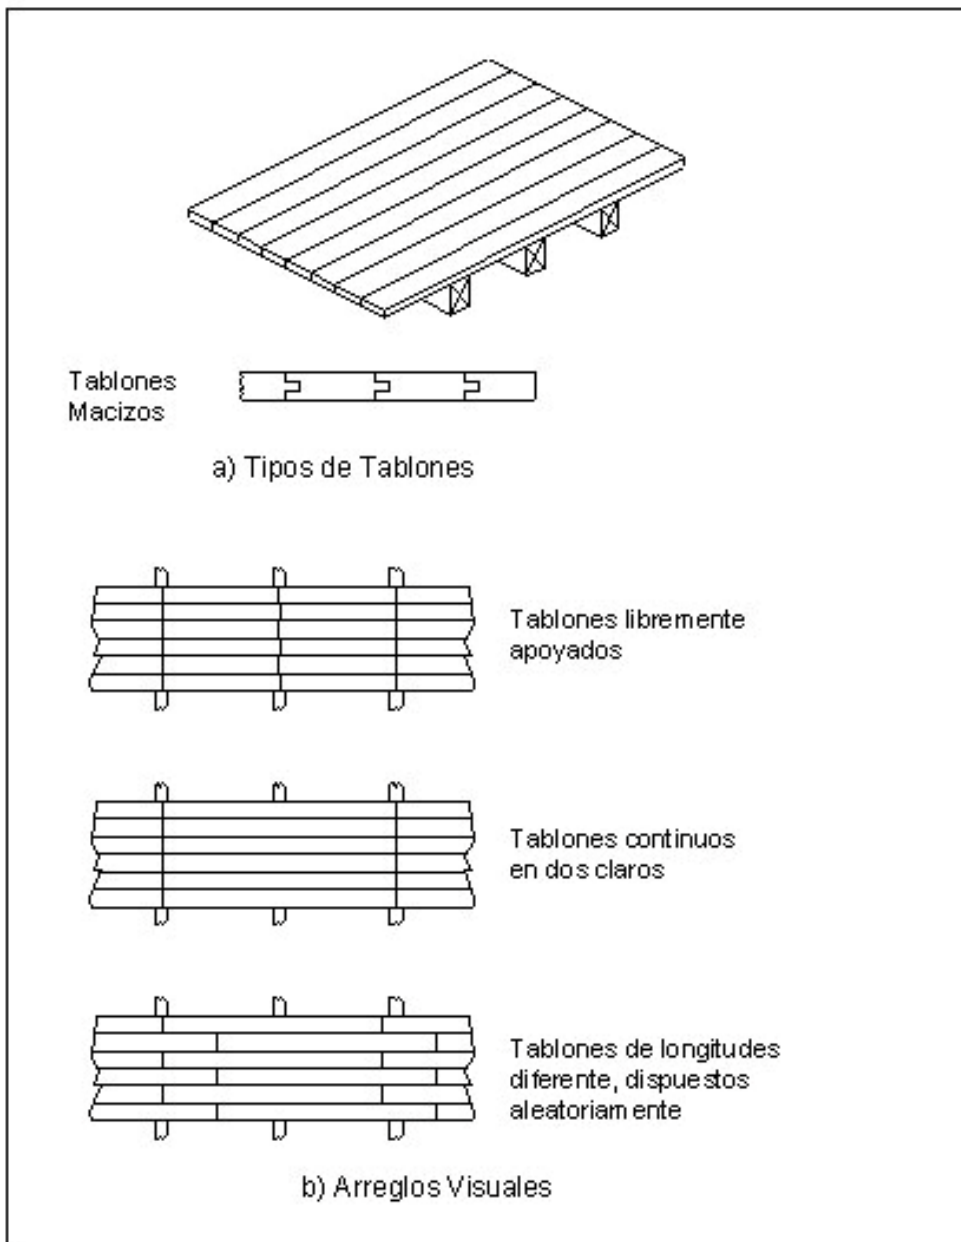 Tablones
Macizos
a) Tipos de Tablones
Tablones libremente
apoyados
Tablones continuos
en dos claros
Tablones de longitudes
diferente, dispuestos
aleatoriamente
b) Arreglos Visuales